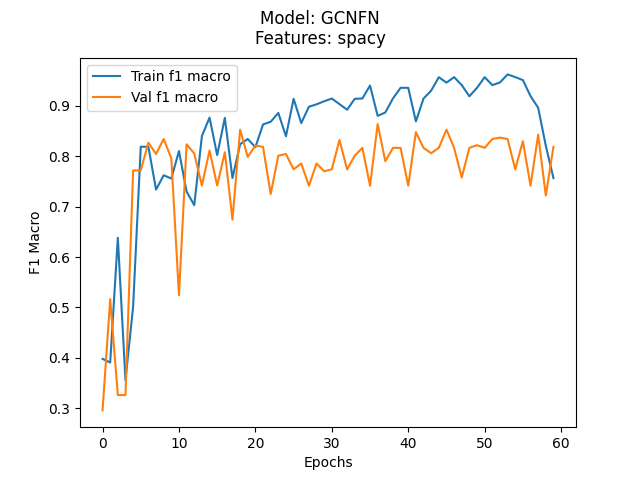 Model: GCNFN
Features: spacy
Train f1 macro
Val f1 macro
F1 Macro
0.9
0.8
0.7
0.6
0.5
0.4
0.3
0 10 20 30 40 50 60
Epochs